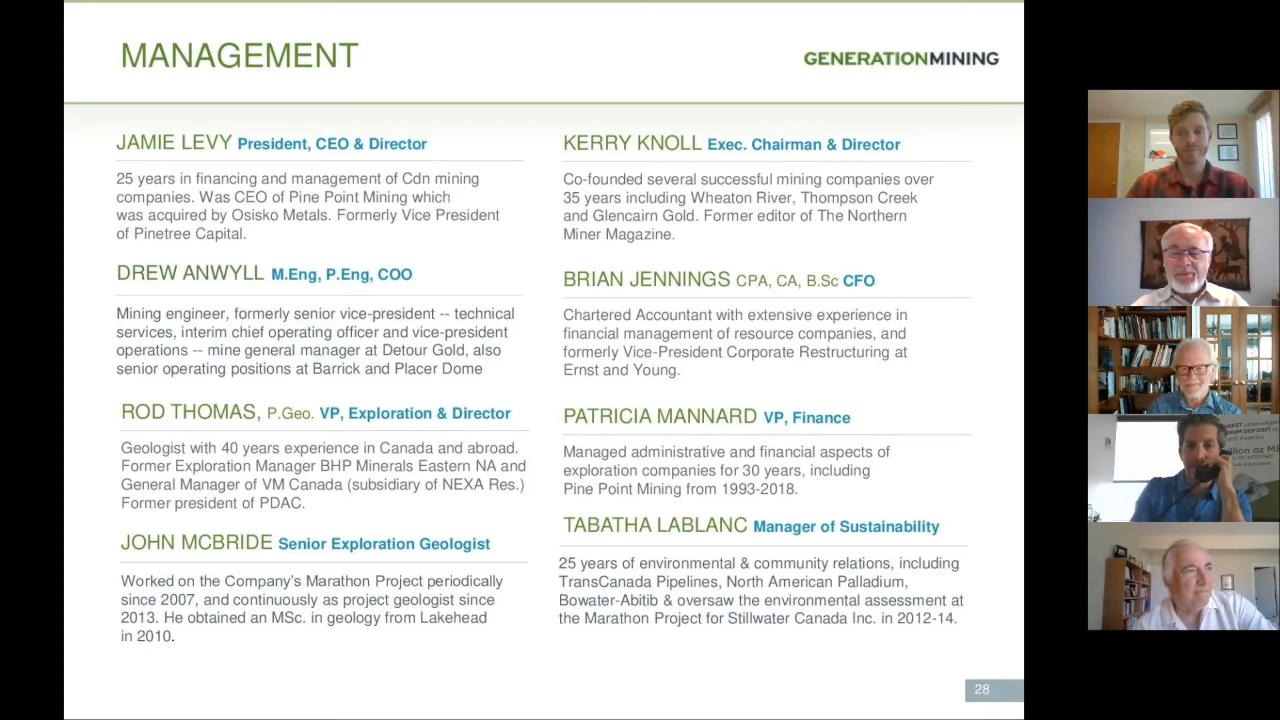 MANAGEMENT
GENERATIONMINING
JAMIE LEVY President, CEO & Director
25 years in financing and management of Cdn mining
companies. Was CEO of Pine Point Mining which
was acquired by Osisko Metals. Formerly Vice President
of Pinetree Capital.
DREW ANWYLL M.Eng, P.Eng, COO
Mining engineer, formerly senior vice-president -- technical
services, interim chief operating officer and vice-president
operations -- mine general manager at Detour Gold, also
senior operating positions at Barrick and Placer Dome
ROD THOMAS, P.Geo. VP, Exploration & Director
Geologist with 40 years experience in Canada and abroad.
Former Exploration Manager BHP Minerals Eastern NA and
General Manager of VM Canada (subsidiary of NEXA Res.)
Former president of PDAC.
JOHN MCBRIDE Senior Exploration Geologist
Worked on the Company's Marathon Project periodically
since 2007, and continuously as project geologist since
2013. He obtained an MSc. in geology from Lakehead
in 2010.
KERRY KNOLL Exec. Chairman & Director
Co-founded several successful mining companies over
35 years including Wheaton River, Thompson Creek
and Glencairn Gold. Former editor of The Northern
Miner Magazine.
BRIAN JENNINGS CPA, CA, B.Sc CFO
Chartered Accountant with extensive experience in
financial management of resource companies, and
formerly Vice-President Corporate Restructuring at
Ernst and Young.
PATRICIA MANNARD VP, Finance
Managed administrative and financial aspects of
exploration companies for 30 years, including
Pine Point Mining from 1993-2018.
TABATHA LABLANC Manager of Sustainability
25 years of environmental & community relations, including
TransCanada Pipelines, North American Palladium,
Bowater-Abitib & oversaw the environmental assessment at
the Marathon Project for Stillwater Canada Inc. in 2012-14.
28